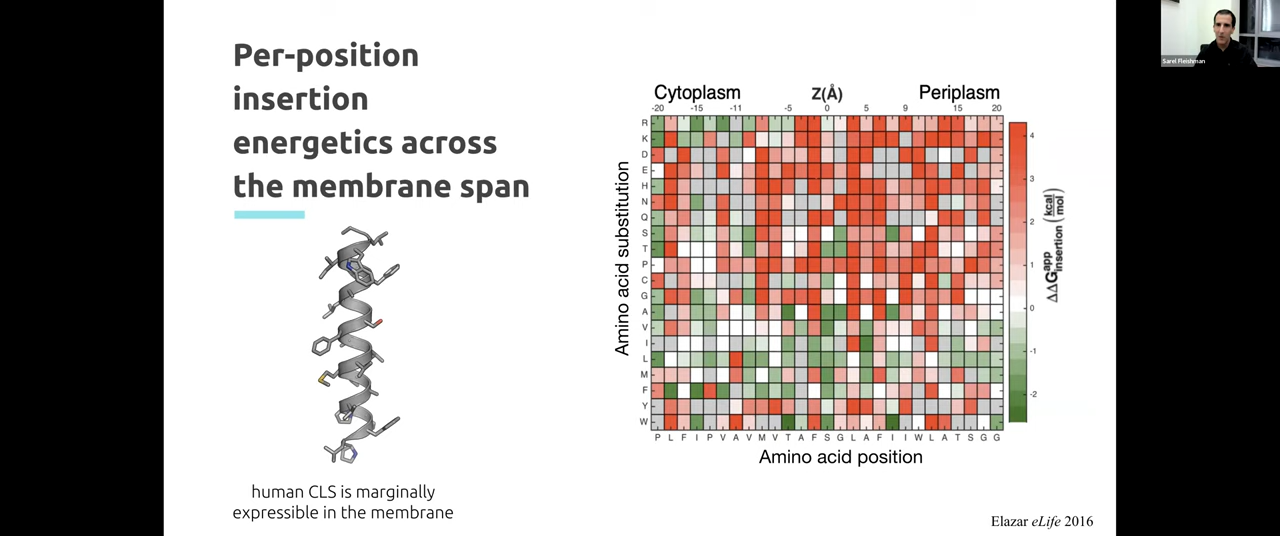 Per-position
insertion
energetics across
the membrane span
human CLS is marginally
expressible in the membrane
Cytoplasm Z(Å) Periplasm
-20 -15 -11 -5 0 5 9 15 20
Amino acid substitution
R
K
D
E
H
N
Q
S
T
P
C
G
A
V
I
L
M
F
Y
W
P L F I P V A V M V T A F S G L A F I I W L A T S G G
Amino acid position
4
3
2
1
0
-1
-2
ΔΔG app insertion (kcal/mol)
Elazar eLife 2016
Sarel Fleishman